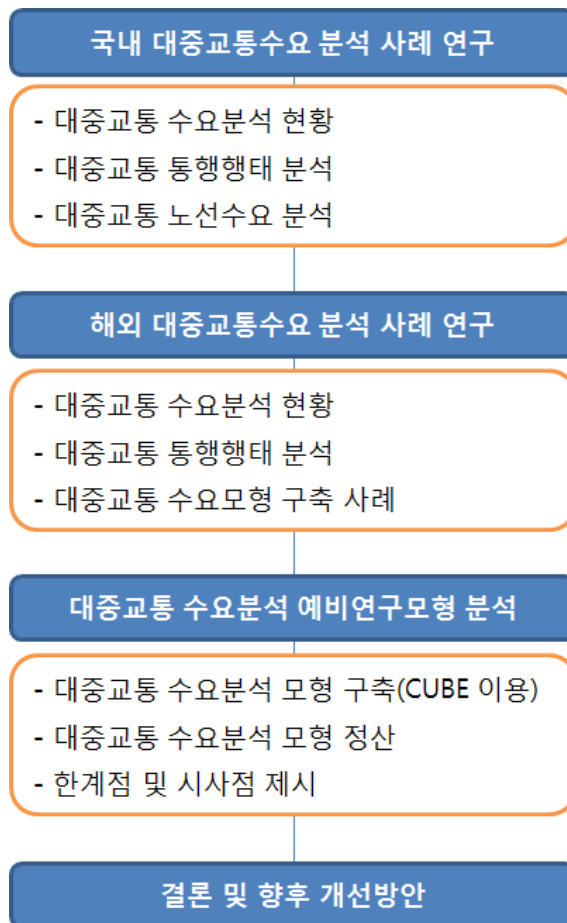 국내 대중교통수요 분석 사례 연구
- 대중교통 수요분석 현황
- 대중교통 통행행태 분석
- 대중교통 노선수요 분석
해외 대중교통수요 분석 사례 연구
- 대중교통 수요분석 현황
- 대중교통 통행행태 분석
- 대중교통 수요모형 구축 사례
대중교통 수요분석 예비연구모형 분석
- 대중교통 수요분석 모형 구축(CUBE 이용)
- 대중교통 수요분석 모형 정산
- 한계점 및 시사점 제시
결론 및 향후 개선방안